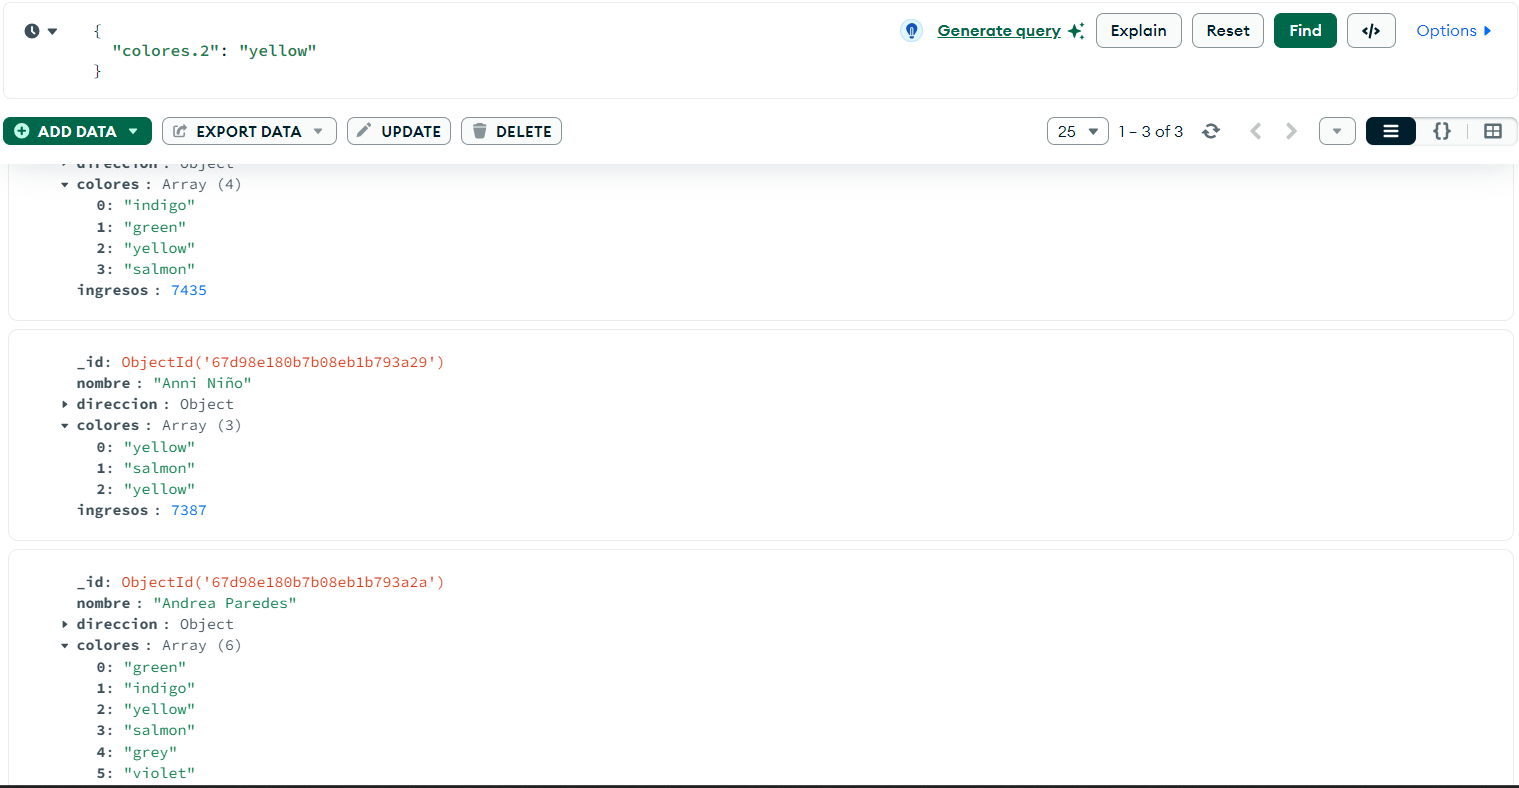 {
"colores.2": "yellow"
}
Generate query Explain Reset Find </> Options
ADD DATA EXPORT DATA UPDATE DELETE 25 1 – 3 of 3 {}
direccion : Object
colores : Array (4)
0: "indigo"
1: "green"
2: "yellow"
3: "salmon"
ingresos : 7435
_id: ObjectId('67d98e180b7b08eb1b793a29')
nombre : "Anni Niño"
direccion : Object
colores : Array (3)
0: "yellow"
1: "salmon"
2: "yellow"
ingresos : 7387
_id: ObjectId('67d98e180b7b08eb1b793a2a')
nombre : "Andrea Paredes"
direccion : Object
colores : Array (6)
0: "green"
1: "indigo"
2: "yellow"
3: "salmon"
4: "grey"
5: "violet"